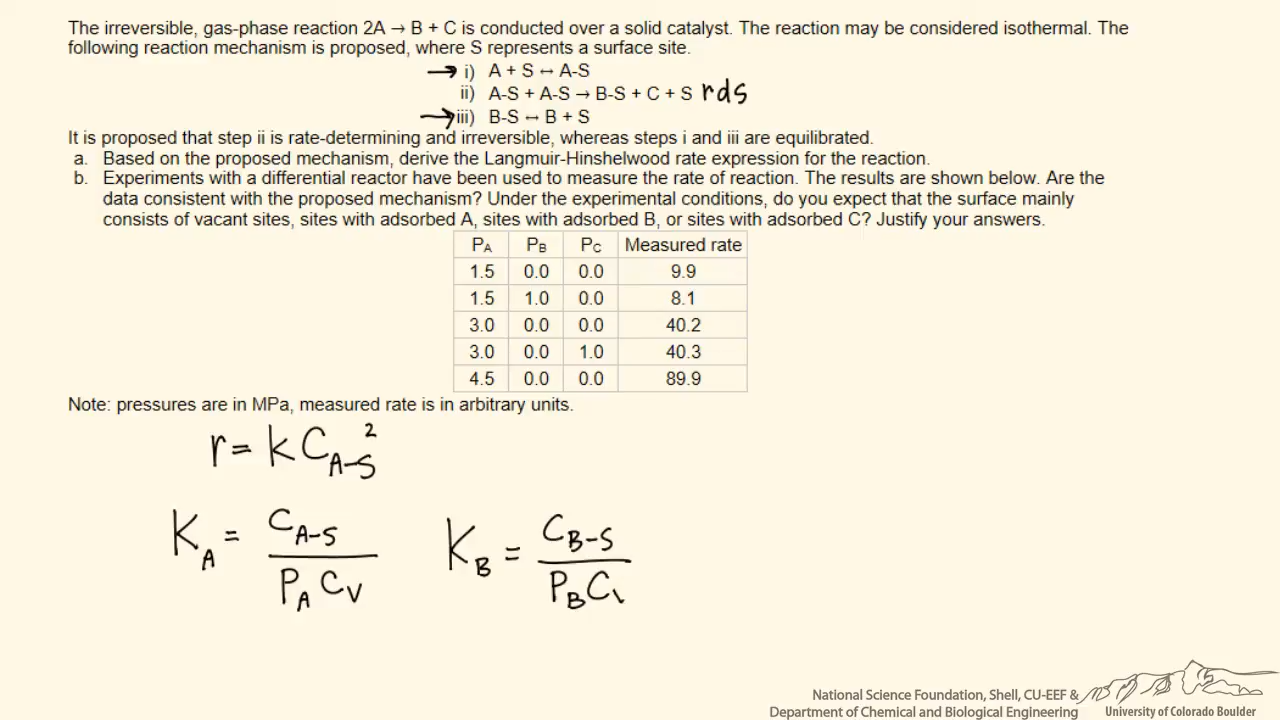 The irreversible, gas-phase reaction 2A → B + C is conducted over a solid catalyst. The reaction may be considered isothermal. The
following reaction mechanism is proposed, where S represents a surface site.
→ i) A + S ↔ A-S
ii) A-S + A-S → B-S + C + S rds
→ iii) B-S ↔ B + S
It is proposed that step ii is rate-determining and irreversible, whereas steps i and iii are equilibrated.
a. Based on the proposed mechanism, derive the Langmuir-Hinshelwood rate expression for the reaction.
b. Experiments with a differential reactor have been used to measure the rate of reaction. The results are shown below. Are the
data consistent with the proposed mechanism? Under the experimental conditions, do you expect that the surface mainly
consists of vacant sites, sites with adsorbed A, sites with adsorbed B, or sites with adsorbed C? Justify your answers.
PA PB PC Measured rate
1.5 0.0 0.0 9.9
1.5 1.0 0.0 8.1
3.0 0.0 0.0 40.2
3.0 0.0 1.0 40.3
4.5 0.0 0.0 89.9
Note: pressures are in MPa, measured rate is in arbitrary units.
r = k C_{A-S}^2
K_A = C_{A-S} / P_A C_V
K_B = C_{B-S} / P_B C
National Science Foundation, Shell, CU-EEF &
Department of Chemical and Biological Engineering
University of Colorado Boulder